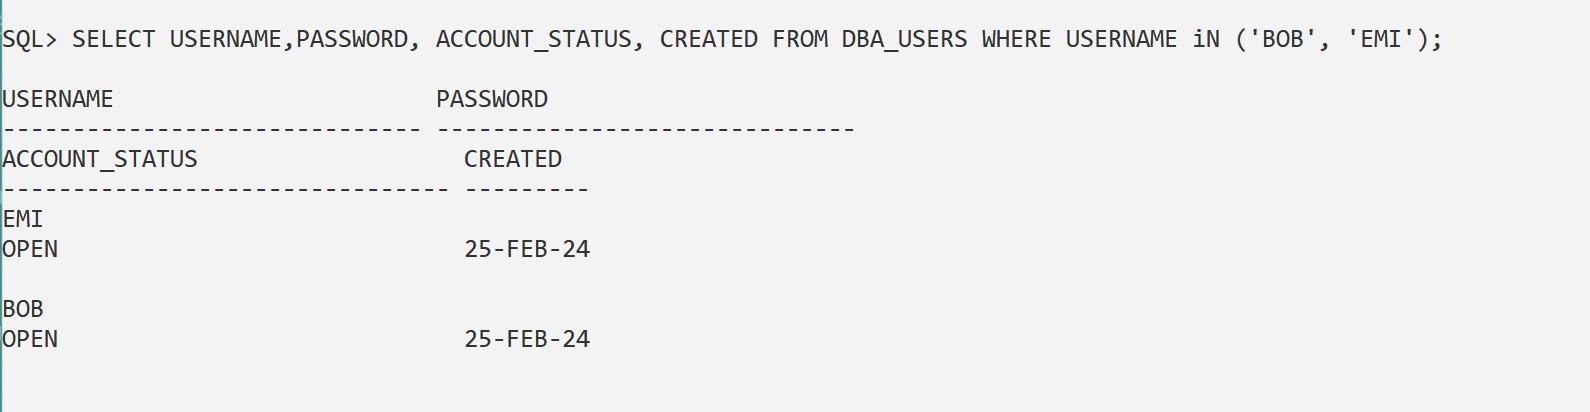 SQL> SELECT USERNAME,PASSWORD, ACCOUNT_STATUS, CREATED FROM DBA_USERS WHERE USERNAME iN ('BOB', 'EMI');
USERNAME                       PASSWORD
------------------------------ ------------------------------
ACCOUNT_STATUS                   CREATED
-------------------------------- ---------
EMI
OPEN                             25-FEB-24
BOB
OPEN                             25-FEB-24